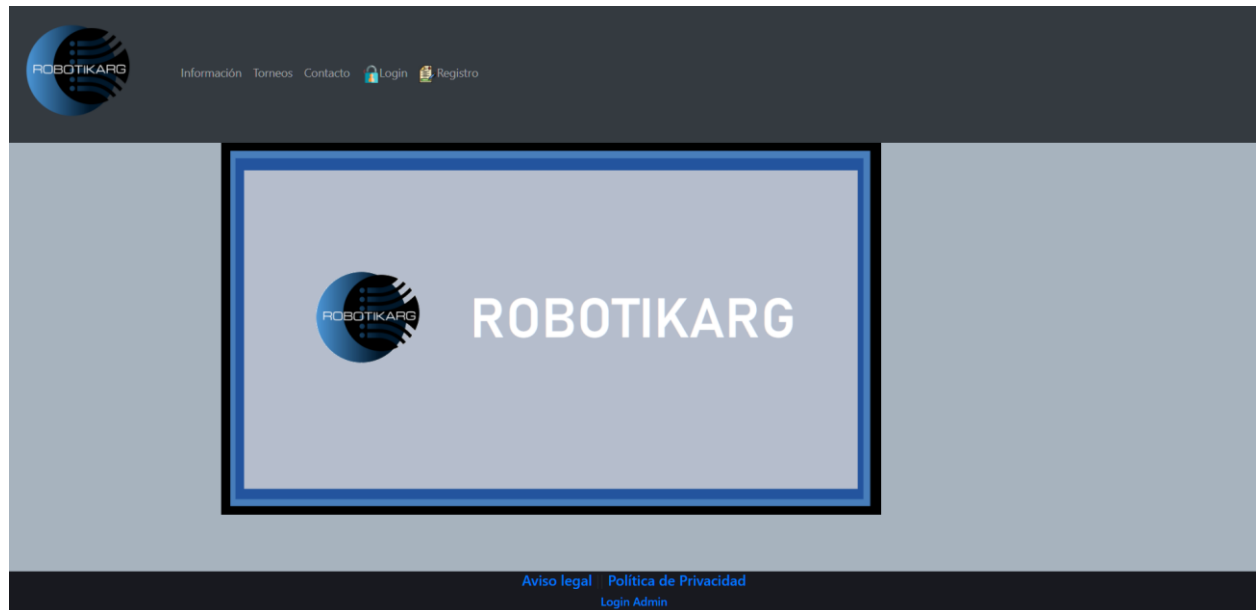 ROBOTIKARG
Información Torneos Contacto Login Registro
ROBOTIKARG
ROBOTIKARG
Aviso legal || Política de Privacidad
Login Admin